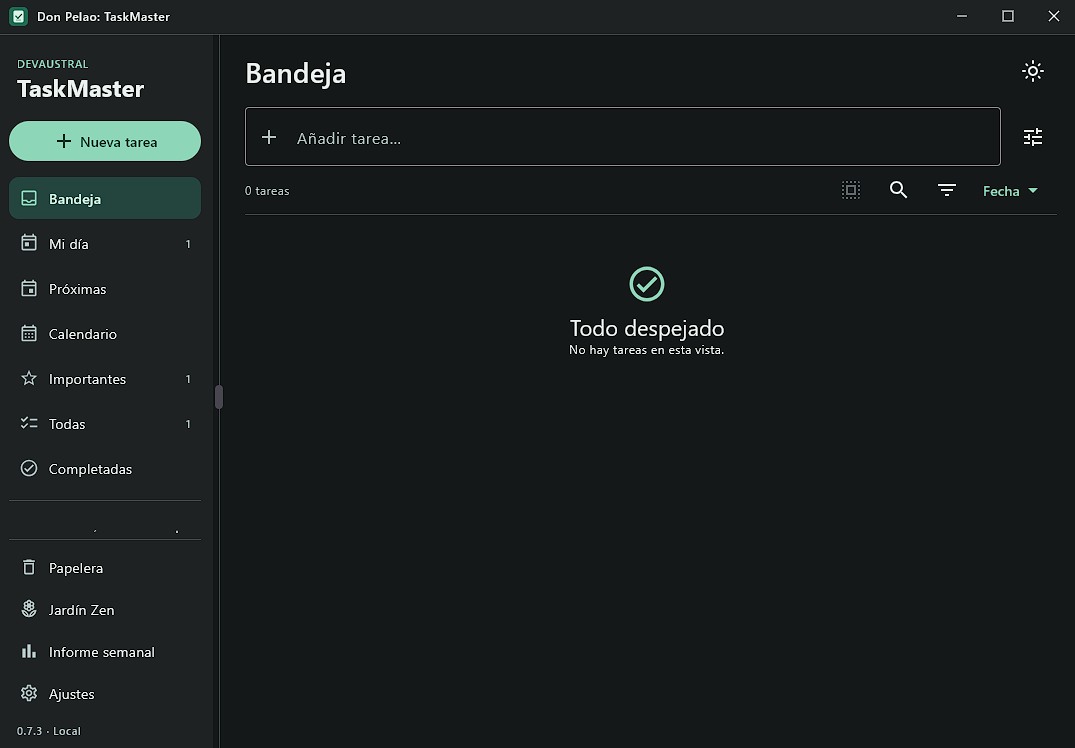 Don Pelao: TaskMaster
DEVAUSTRAL
TaskMaster
Nueva tarea
Bandeja
Mi día 1
Próximas
Calendario
Importantes 1
Todas 1
Completadas
Papelera
Jardín Zen
Informe semanal
Ajustes
0.7.3 · Local
Bandeja
Añadir tarea...
0 tareas
Fecha
Todo despejado
No hay tareas en esta vista.